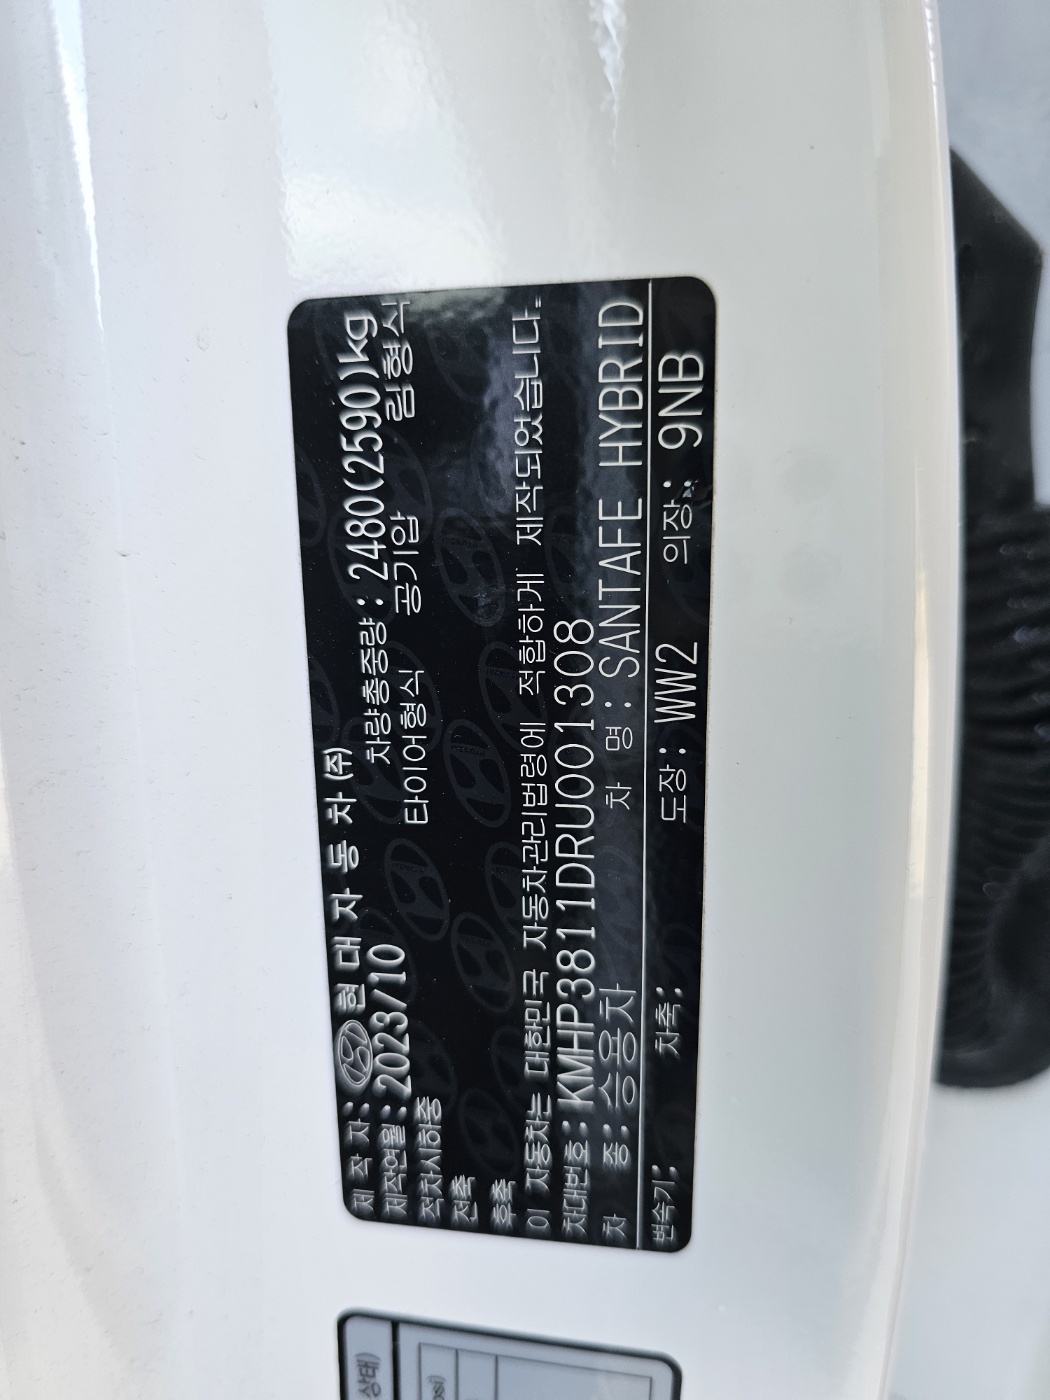 제 작 자: 현 대 자 동 차 (주)
제작연월: 2023/10 차량총중량: 2480(2590)kg
적차시하중 타이어형식 공기압 림형식
전축
후축
이 자동차는 대한민국 자동차관리법령에 적합하게 제작되었습니다.
차대번호: KMHP3811DRU001308
차 종: 승용차 차 명: SANTAFE HYBRID
변속기: 차축: 도장: WW2 의장: 9NB
상태)
psi)